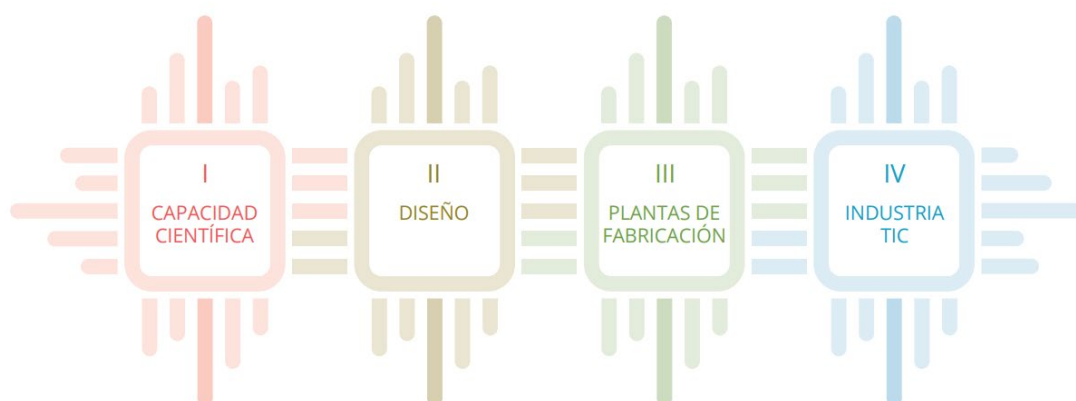 I
CAPACIDAD
CIENTÍFICA
II
DISEÑO
III
PLANTAS DE
FABRICACIÓN
IV
INDUSTRIA
TIC